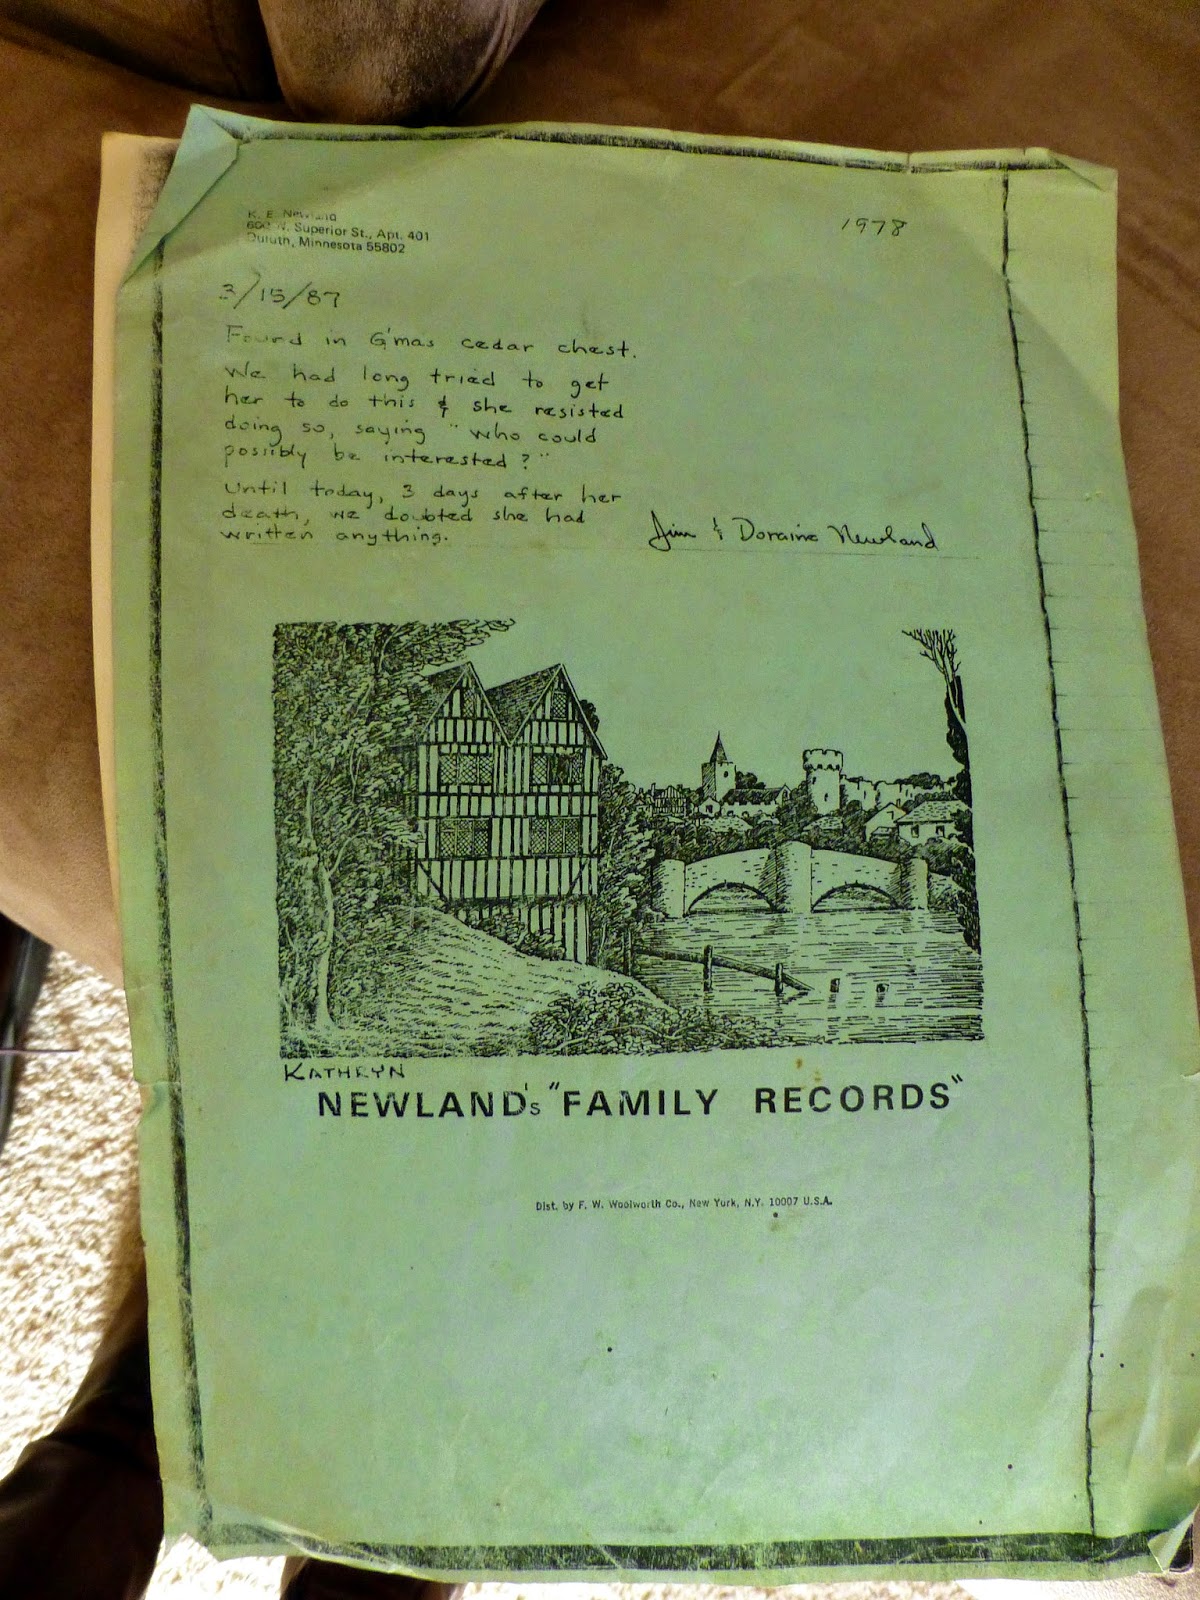 K. E. Newland
1978
600 W. Superior St., Apt. 401
Duluth, Minnesota 55802
3/15/87
Found in G'mas cedar chest.
We had long tried to get
her to do this & she resisted
doing so, saying "who could
possibly be interested?"
Until today, 3 days after her
death, we doubted she had
written anything.
Jim & Doraine Newland
KATHRYN
NEWLAND's "FAMILY RECORDS"
Dist. by F. W. Woolworth Co., New York, N.Y. 10007 U.S.A.